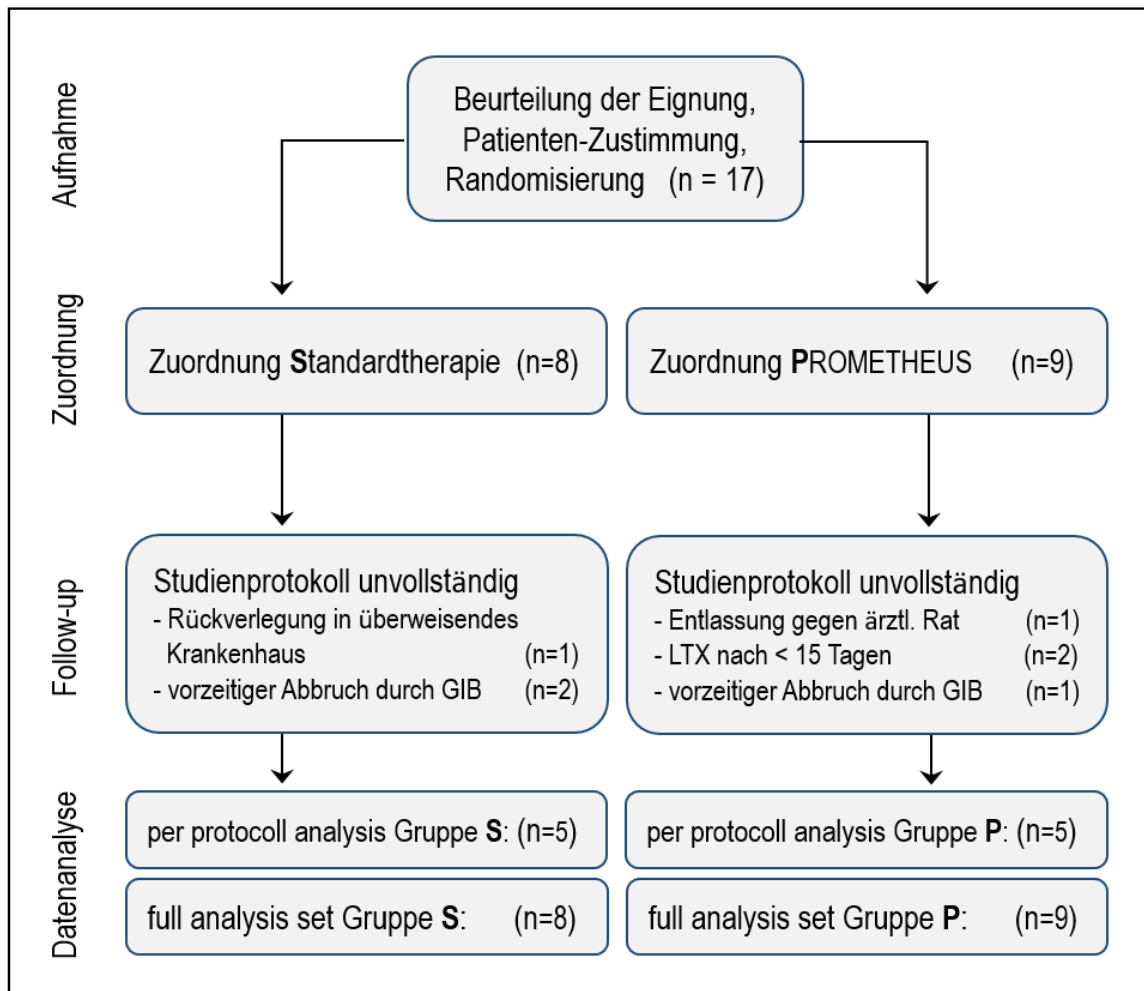 Aufnahme
Beurteilung der Eignung,
Patienten-Zustimmung,
Randomisierung (n = 17)
Zuordnung
Zuordnung Standardtherapie (n=8)
Zuordnung PROMETHEUS (n=9)
Follow-up
Studienprotokoll unvollständig
- Rückverlegung in überweisendes
Krankenhaus (n=1)
- vorzeitiger Abbruch durch GIB (n=2)
Studienprotokoll unvollständig
- Entlassung gegen ärztl. Rat (n=1)
- LTX nach < 15 Tagen (n=2)
- vorzeitiger Abbruch durch GIB (n=1)
Datenanalyse
per protocoll analysis Gruppe S: (n=5)
per protocoll analysis Gruppe P: (n=5)
full analysis set Gruppe S: (n=8)
full analysis set Gruppe P: (n=9)